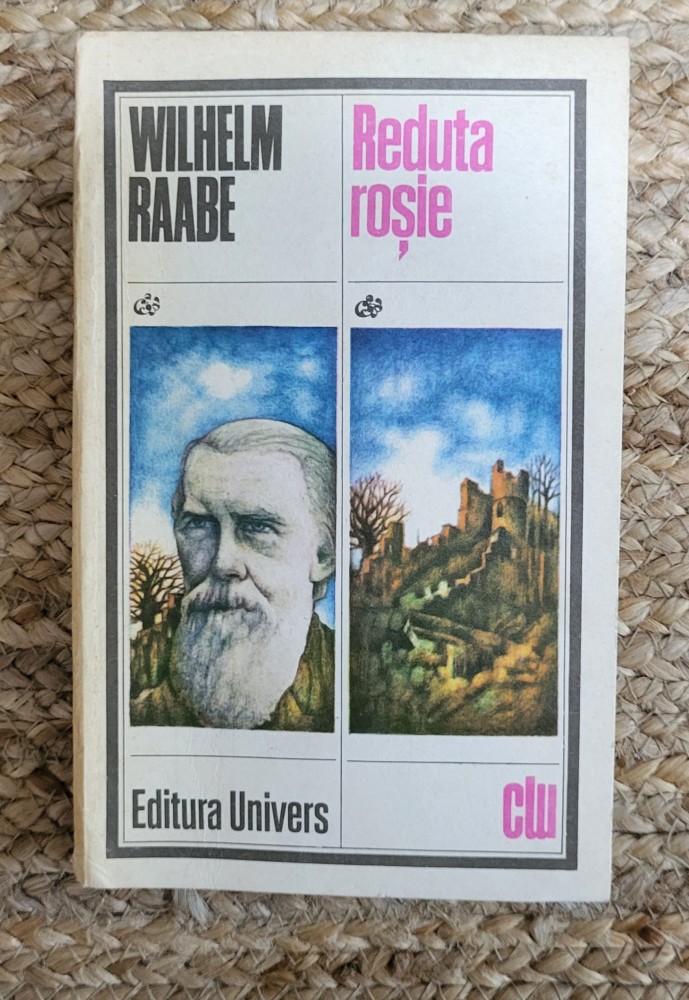 WILHELM
RAABE
Reduta
roșie
Editura Univers
clu